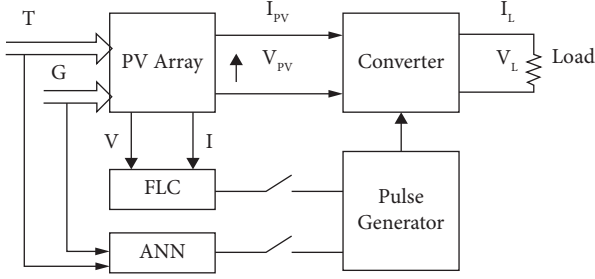 T
G
PV Array
I_PV
V_PV
Converter
I_L
V_L
Load
V
I
FLC
ANN
Pulse
Generator